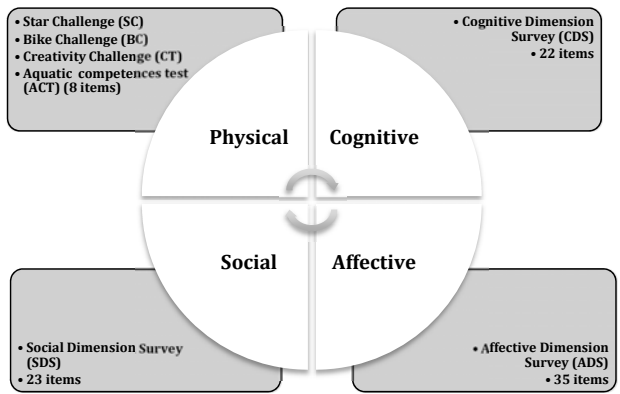 • Star Challenge (SC)
• Bike Challenge (BC)
• Creativity Challenge (CT)
• Aquatic competences test
(ACT) (8 items)
• Cognitive Dimension
Survey (CDS)
• 22 items
Physical
Cognitive
Social
Affective
• Social Dimension Survey
(SDS)
• 23 items
• Affective Dimension
Survey (ADS)
• 35 items